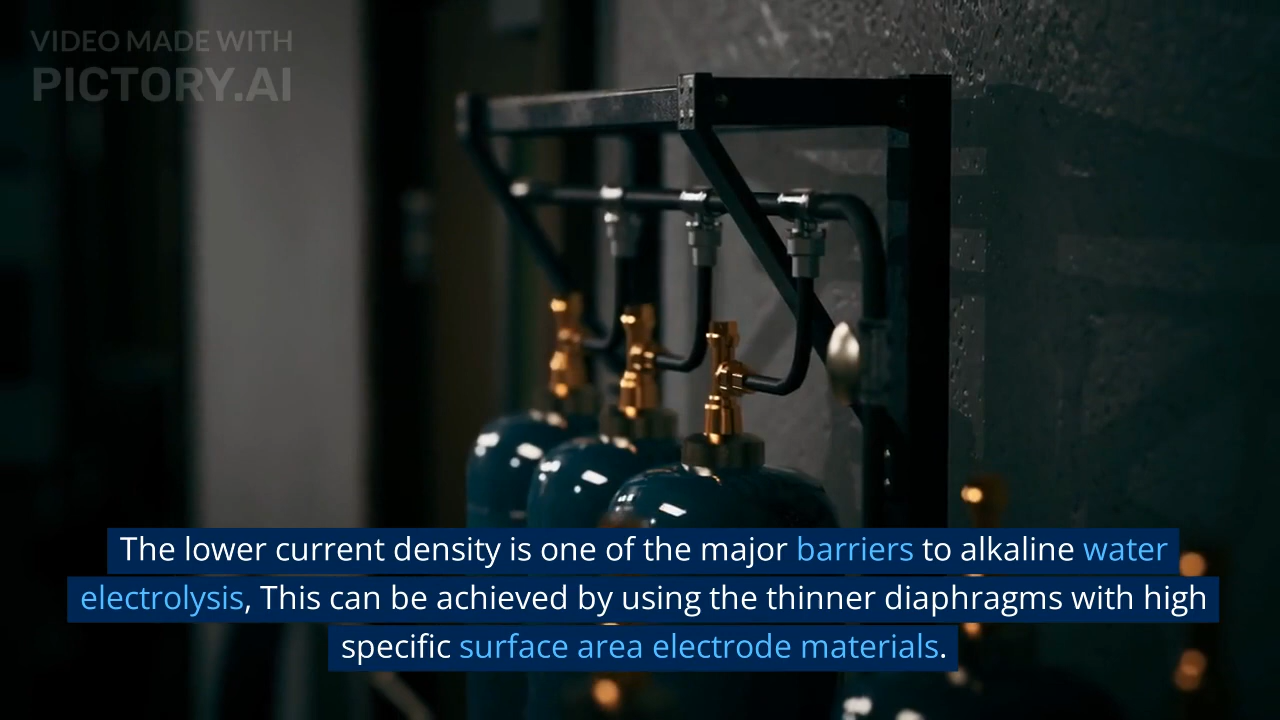 VIDEO MADE WITH
PICTORY.AI
The lower current density is one of the major barriers to alkaline water
electrolysis, This can be achieved by using the thinner diaphragms with high
specific surface area electrode materials.